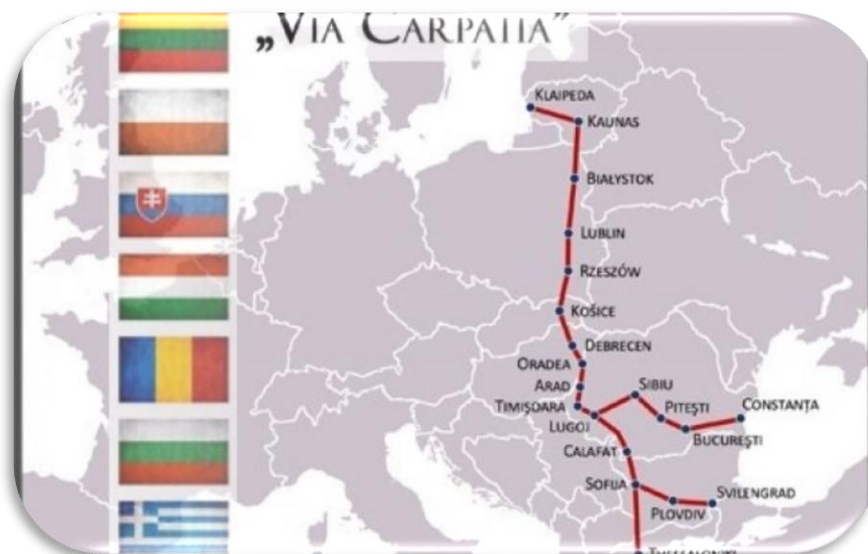 „VIA CARPATIA”
KLAIPEDA
KAUNAS
BIAŁYSTOK
LUBLIN
RZESZÓW
KOŠICE
DEBRECEN
ORADEA
ARAD
SIBIU
TIMIȘOARA
PITEȘTI
CONSTANȚA
LUGOJ
BUCUREȘTI
CALAFAT
SOFIJA
SVILENGRAD
PLOVDIV
THESSALONIKI